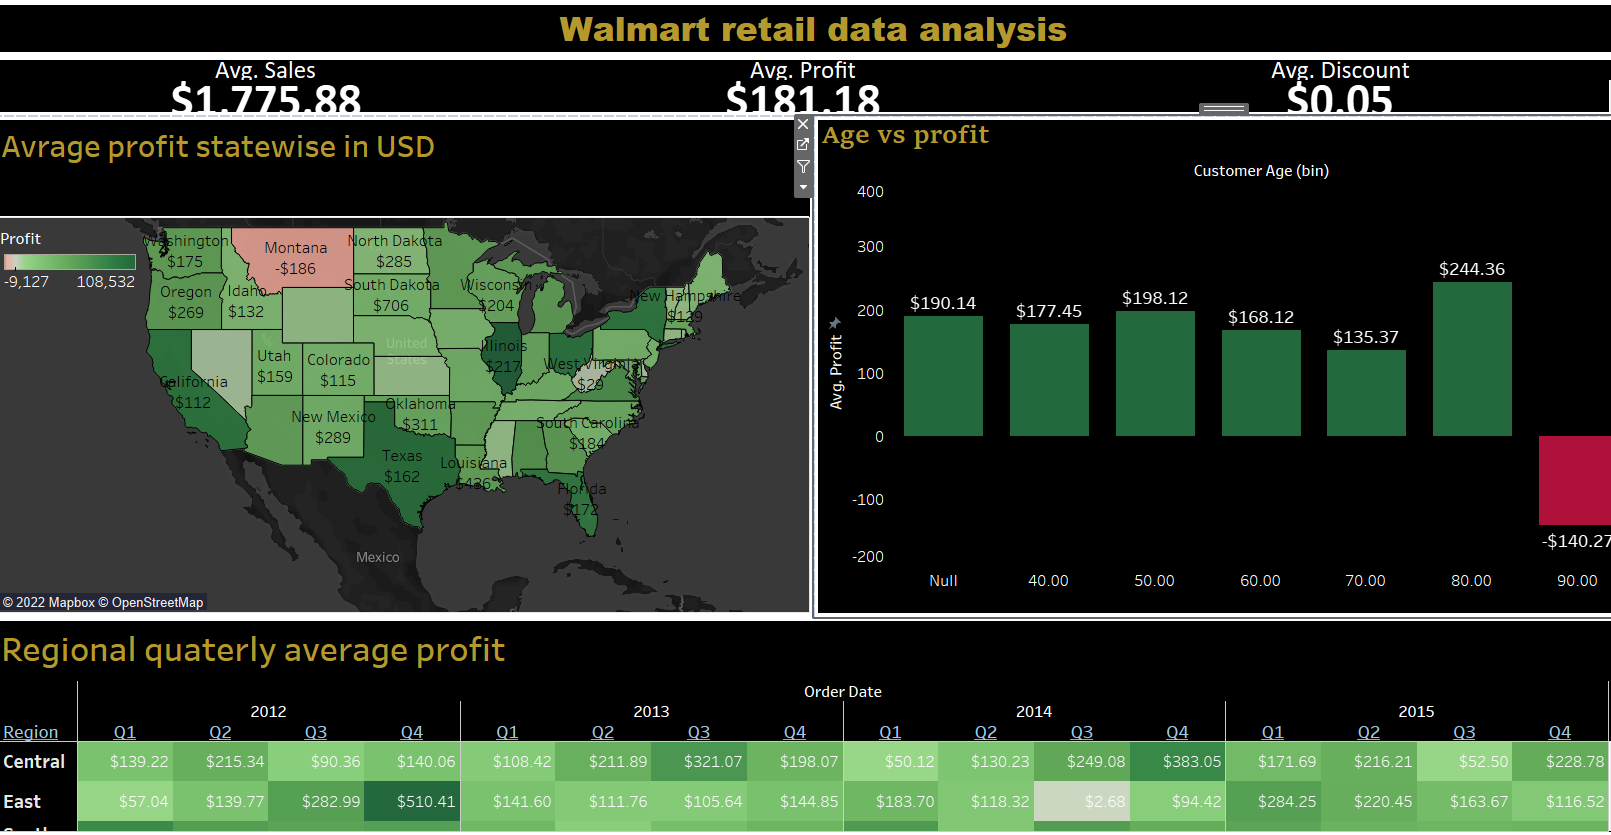 Walmart retail data analysis
Avg. Sales
$1,775.88
Avg. Profit
$181.18
Avg. Discount
$0.05
Avrage profit statewise in USD
Profit
-9,127 108,532
Washington
$175
Montana
-$186
North Dakota
$285
Oregon
$269
Idaho
$132
South Dakota
$706
Wisconsin
$204
New Hampshire
$129
United States
Utah
$159
Colorado
$115
Illinois
$217
West Virginia
$29
California
$112
New Mexico
$289
Oklahoma
$311
South Carolina
$184
Texas
$162
Louisiana
$436
Florida
$172
Mexico
© 2022 Mapbox © OpenStreetMap
Age vs profit
Customer Age (bin)
Avg. Profit
400
300
200
100
0
-100
-200
$190.14
$177.45
$198.12
$168.12
$135.37
$244.36
-$140.27
Null 40.00 50.00 60.00 70.00 80.00 90.00
Regional quaterly average profit
Order Date
2012 2013 2014 2015
Region Q1 Q2 Q3 Q4 Q1 Q2 Q3 Q4 Q1 Q2 Q3 Q4 Q1 Q2 Q3 Q4
Central $139.22 $215.34 $90.36 $140.06 $108.42 $211.89 $321.07 $198.07 $50.12 $130.23 $249.08 $383.05 $171.69 $216.21 $52.50 $228.78
East $57.04 $139.77 $282.99 $510.41 $141.60 $111.76 $105.64 $144.85 $183.70 $118.32 $2.68 $94.42 $284.25 $220.45 $163.67 $116.52